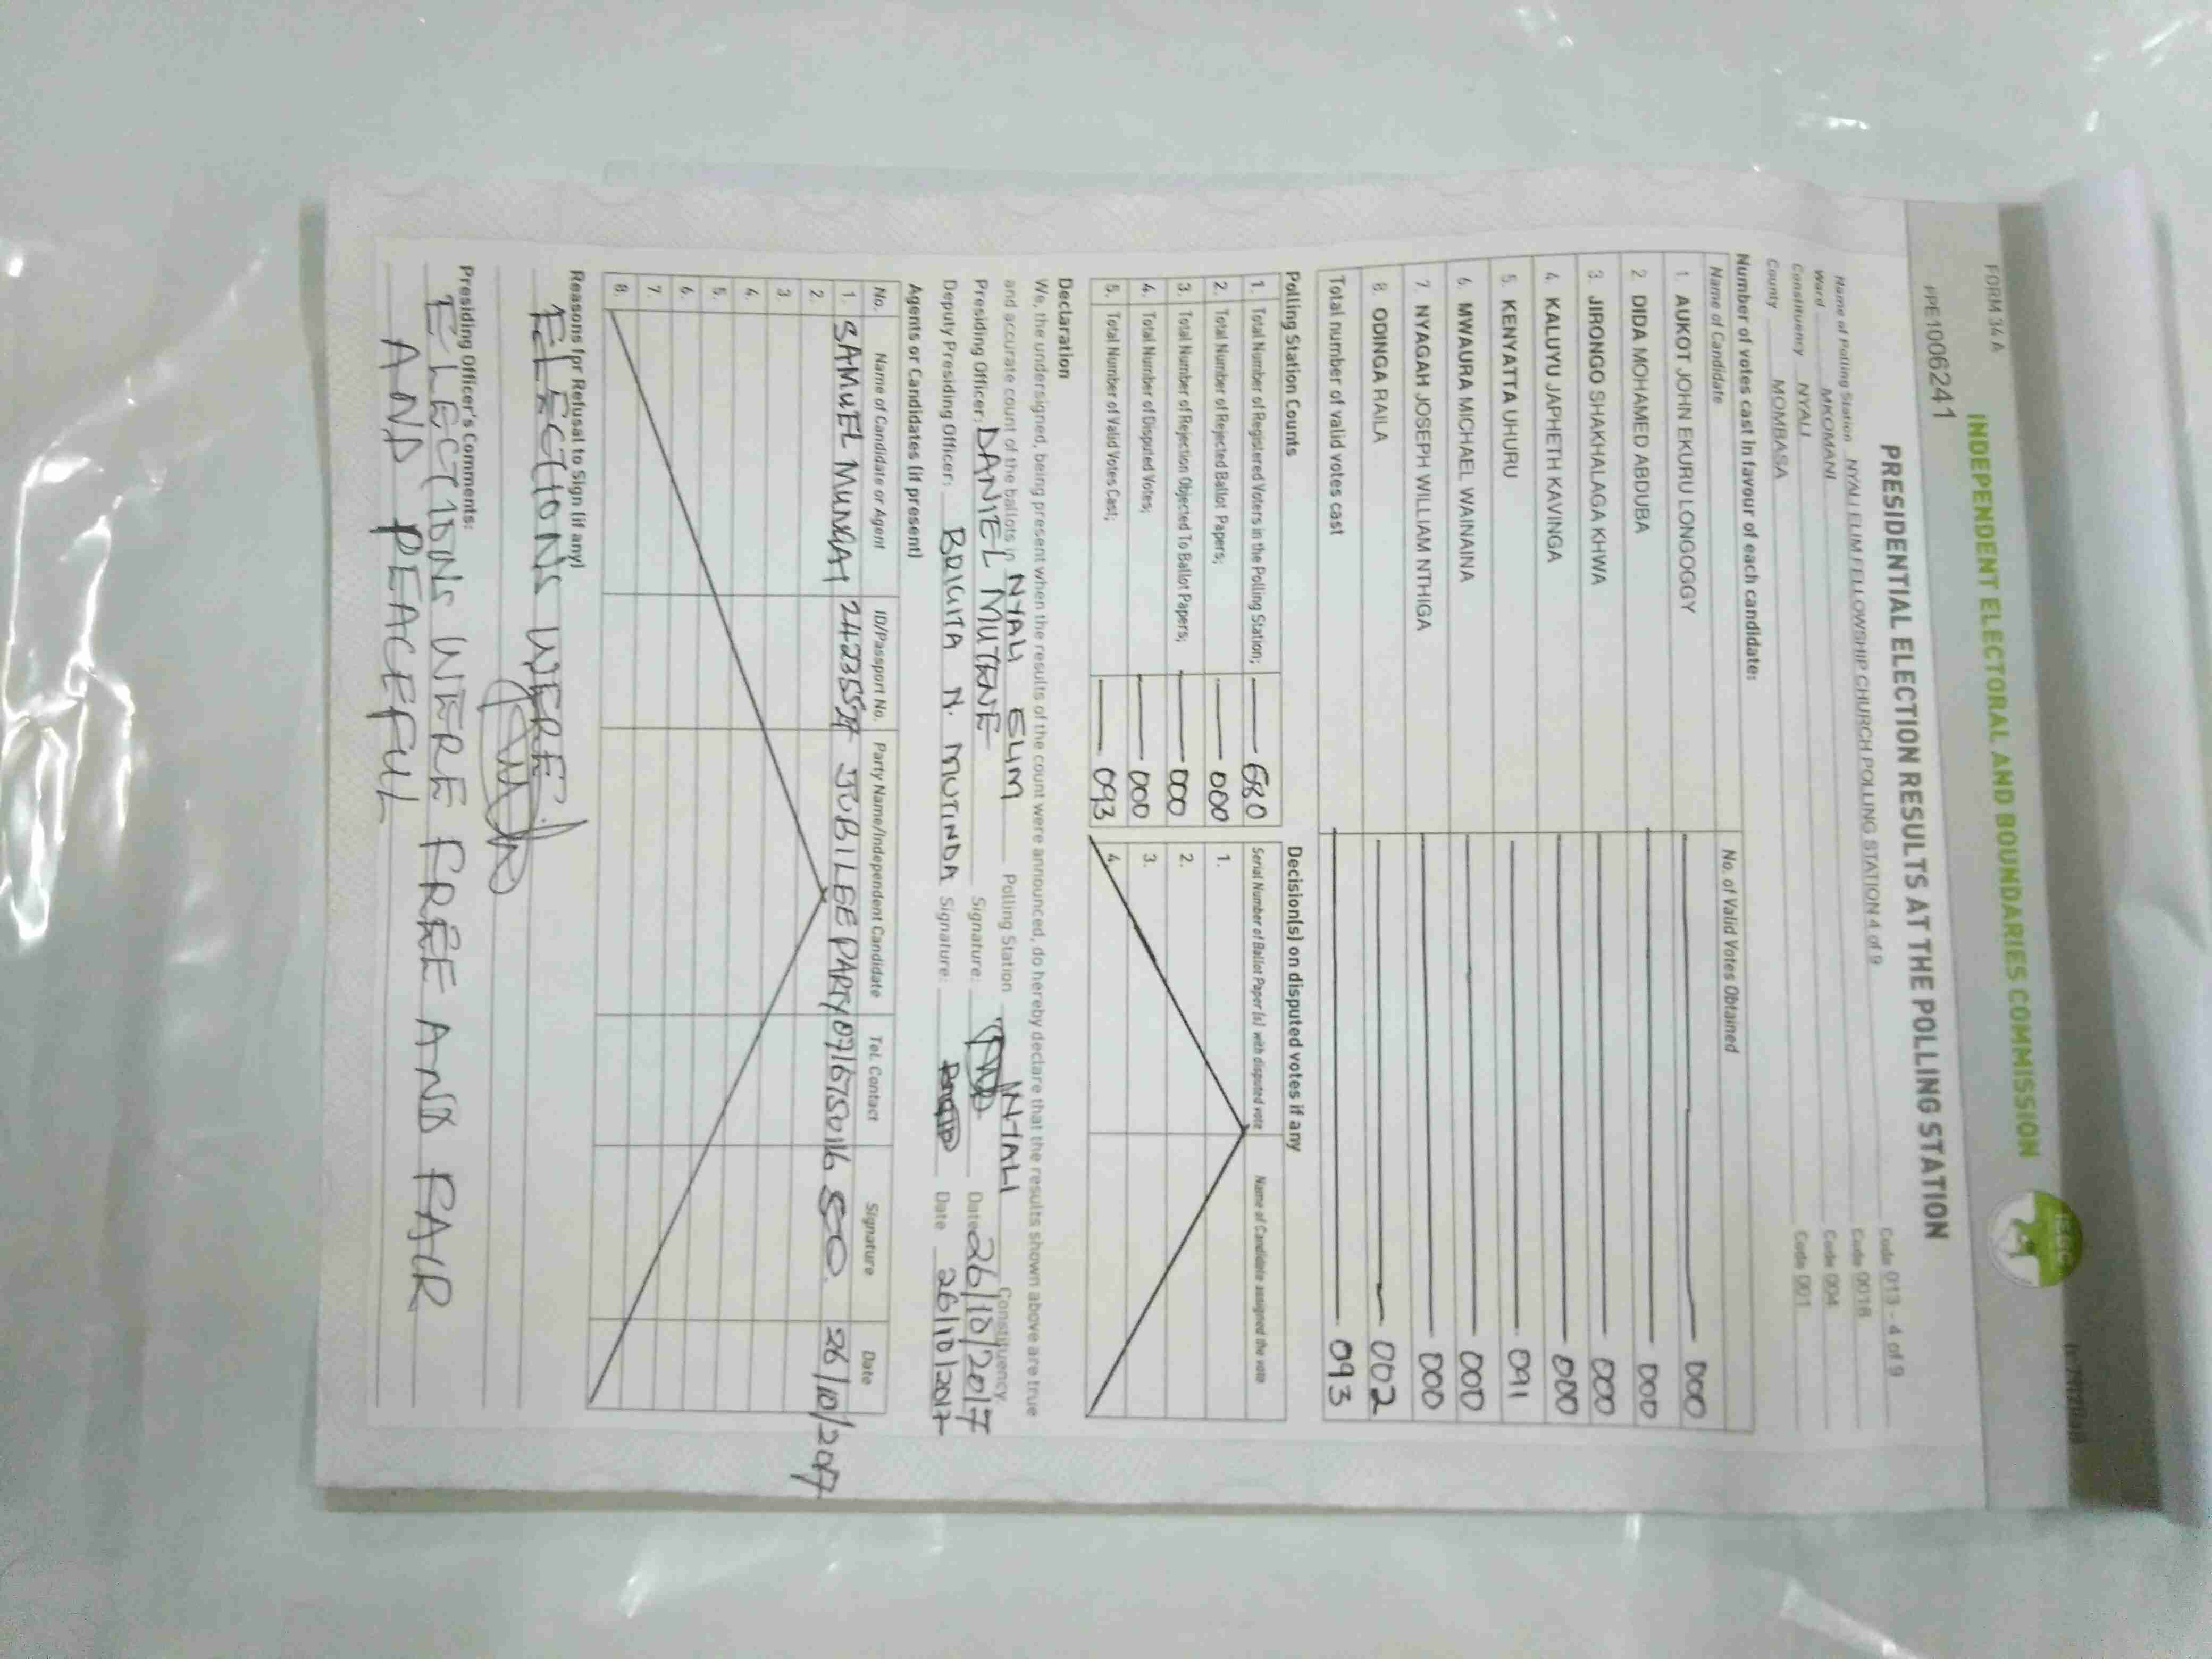 FORM 34 A
INDEPENDENT ELECTORAL AND BOUNDARIES COMMISSION
IEBC
PPE1006241
PRESIDENTIAL ELECTION RESULTS AT THE POLLING STATION
Name of Polling Station NYALI ELIM FELLOWSHIP CHURCH POLLING STATION 4 of 9 Code 013 - 4 of 9
Ward MKOMANI Code 0018
Constituency NYALI Code 004
County MOMBASA Code 001
Number of votes cast in favour of each candidate:
Name of Candidate No. of Valid Votes Obtained
1. AUKOT JOHN EKURU LONGOGGY 000
2. DIDA MOHAMED ABDUBA 000
3. JIRONGO SHAKHALAGA KHWA 000
4. KALUYU JAPHETH KAVINGA 000
5. KENYATTA UHURU 091
6. MWAURA MICHAEL WAINAINA 000
7. NYAGAH JOSEPH WILLIAM NTHIGA 000
8. ODINGA RAILA 002
Total number of valid votes cast 093
Polling Station Counts
1. Total Number of Registered Voters in the Polling Station; 680
2. Total Number of Rejected Ballot Papers; 000
3. Total Number of Rejection Objected To Ballot Papers; 000
4. Total Number of Disputed Votes; 000
5. Total Number of Valid Votes Cast; 093
Decision(s) on disputed votes if any
Serial Number of Ballot Paper (s) with disputed vote Name of Candidate assigned the vote
1.
2.
3.
4.
Declaration
We, the undersigned, being present when the results of the count were announced, do hereby declare that the results shown above are true
and accurate count of the ballots in NYALI ELIM Polling Station NYALI Constituency.
Presiding Officer: DANIEL MUTENE Signature: Date 26/10/2017
Deputy Presiding Officer: BRIGITA N. MUTINDA Signature: Date 26/10/2017
Agents or Candidates (if present)
No. Name of Candidate or Agent ID/Passport No. Party Name/Independent Candidate Tel. Contact Signature Date
1. SAMUEL MUNGAI JUBILEE PARTY 26/10/2017
2.
3.
4.
5.
6.
7.
8.
Reasons for Refusal to Sign (if any)
ELECTIONS WERE
Presiding Officer's Comments:
ELECTIONS WERE FREE AND FAIR
AND PEACEFUL